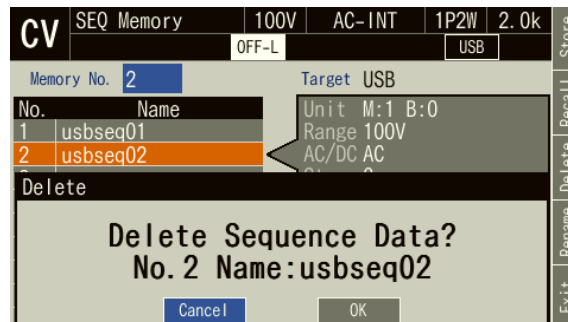 CV SEQ Memory 100V AC-INT 1P2W 2.0k
OFF-L USB
Memory No. 2 Target USB
No. Name
1 usbseq01
2 usbseq02
Unit M:1 B:0
Range 100V
AC/DC AC
Delete
Delete Sequence Data?
No.2 Name:usbseq02
Cancel OK
Store
Recall
Delete
Rename
Exit